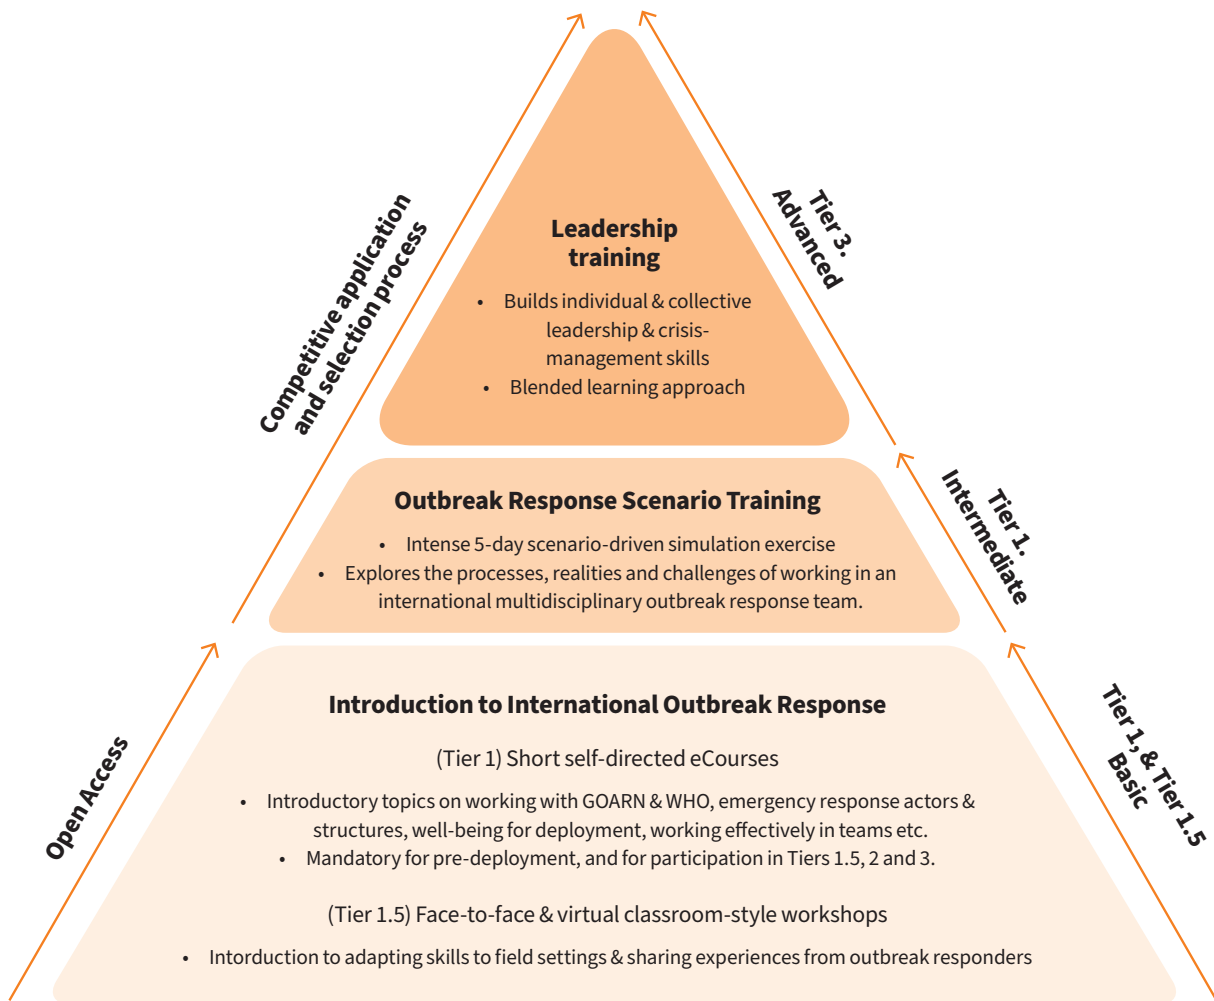 Leadership
training
• Builds individual & collective
leadership & crisis-
management skills
• Blended learning approach
Competitive application
and selection process
Tier 3.
Advanced
Outbreak Response Scenario Training
• Intense 5-day scenario-driven simulation exercise
• Explores the processes, realities and challenges of working in an
international multidisciplinary outbreak response team.
Tier 1.
Intermediate
Introduction to International Outbreak Response
(Tier 1) Short self-directed eCourses
• Introductory topics on working with GOARN & WHO, emergency response actors &
structures, well-being for deployment, working effectively in teams etc.
• Mandatory for pre-deployment, and for participation in Tiers 1.5, 2 and 3.
(Tier 1.5) Face-to-face & virtual classroom-style workshops
• Intorduction to adapting skills to field settings & sharing experiences from outbreak responders
Open Access
Tier 1, & Tier 1.5
Basic